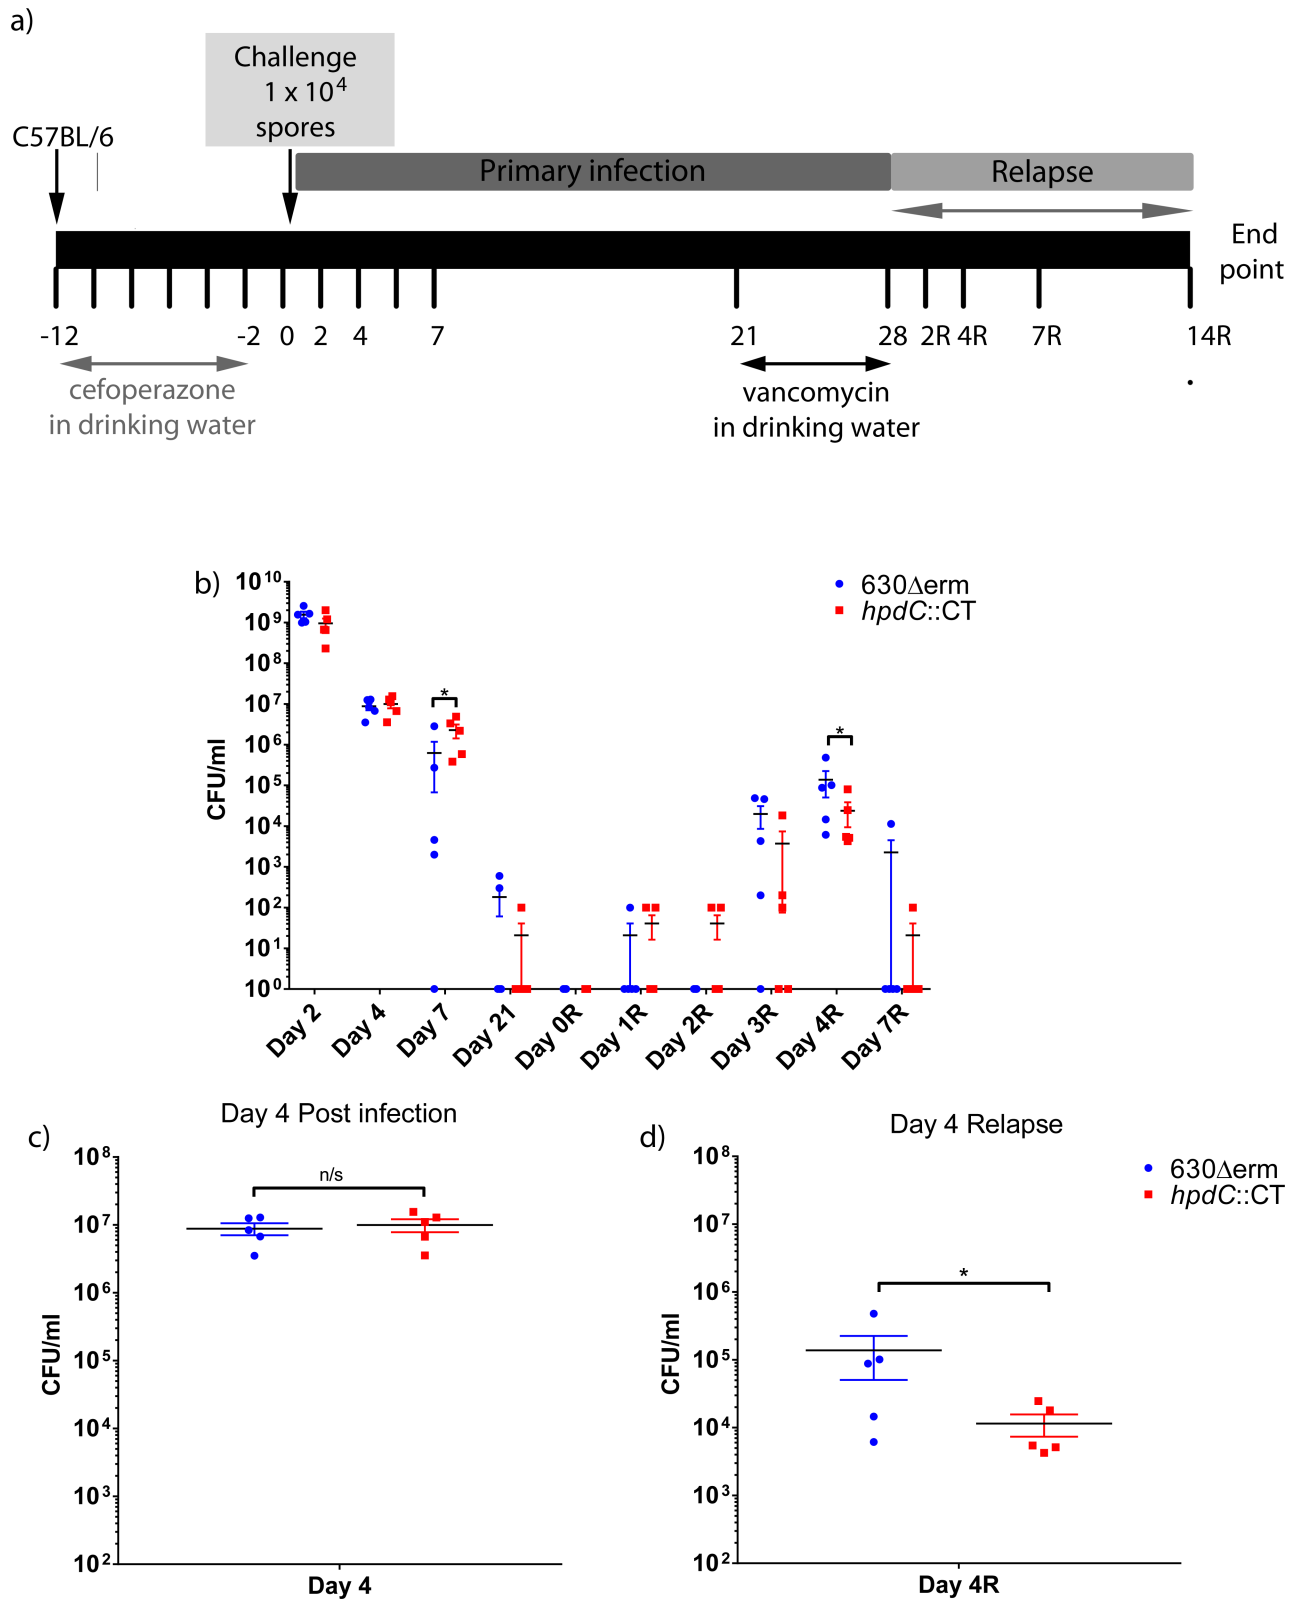 a)
Challenge
1 x 10⁴
spores
C57BL/6
Primary infection
Relapse
End
point
-12 -2 0 2 4 7 21 28 2R 4R 7R 14R
cefoperazone
in drinking water
vancomycin
in drinking water
b)
630Δerm
hpdC::CT
CFU/ml
10¹⁰
10⁹
10⁸
10⁷
10⁶
10⁵
10⁴
10³
10²
10¹
10⁰
*
*
Day 2 Day 4 Day 7 Day 21 Day 0R Day 1R Day 2R Day 3R Day 4R Day 7R
c)
Day 4 Post infection
CFU/ml
10⁸
10⁷
10⁶
10⁵
10⁴
10³
10²
n/s
Day 4
d)
Day 4 Relapse
630Δerm
hpdC::CT
CFU/ml
10⁸
10⁷
10⁶
10⁵
10⁴
10³
10²
*
Day 4R